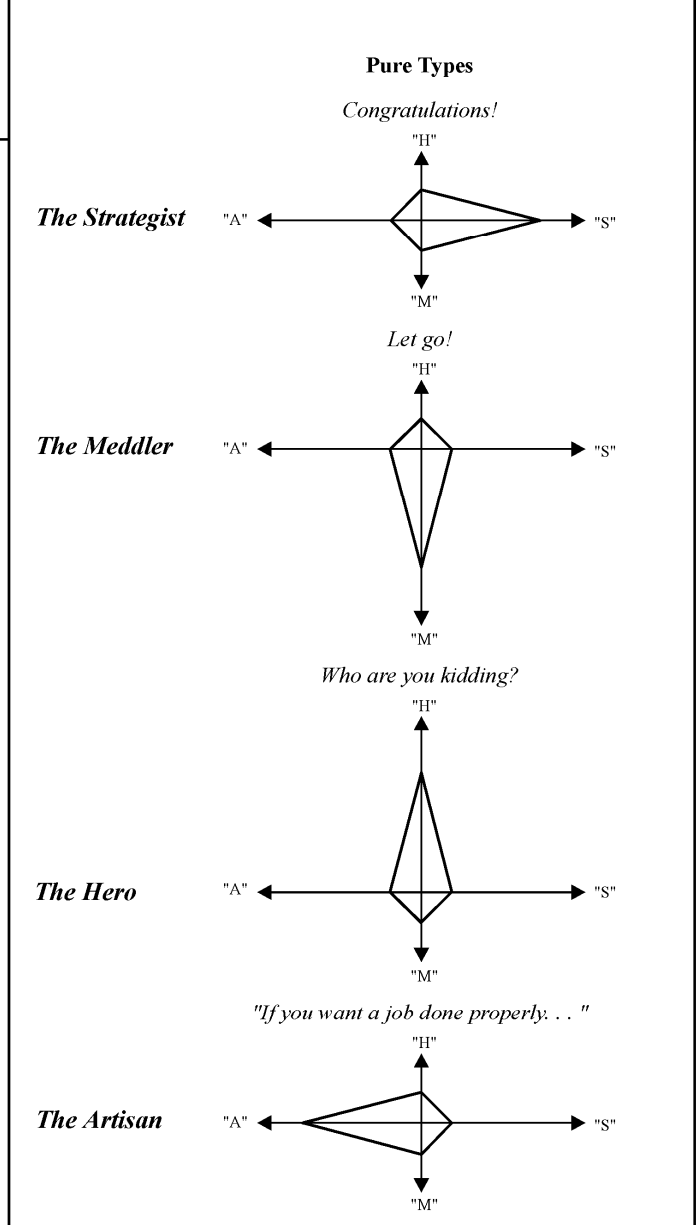 Pure Types
Congratulations!
"H"
The Strategist
"A"
"S"
"M"
Let go!
"H"
The Meddler
"A"
"S"
"M"
Who are you kidding?
"H"
The Hero
"A"
"S"
"M"
"If you want a job done properly. . . "
"H"
The Artisan
"A"
"S"
"M"